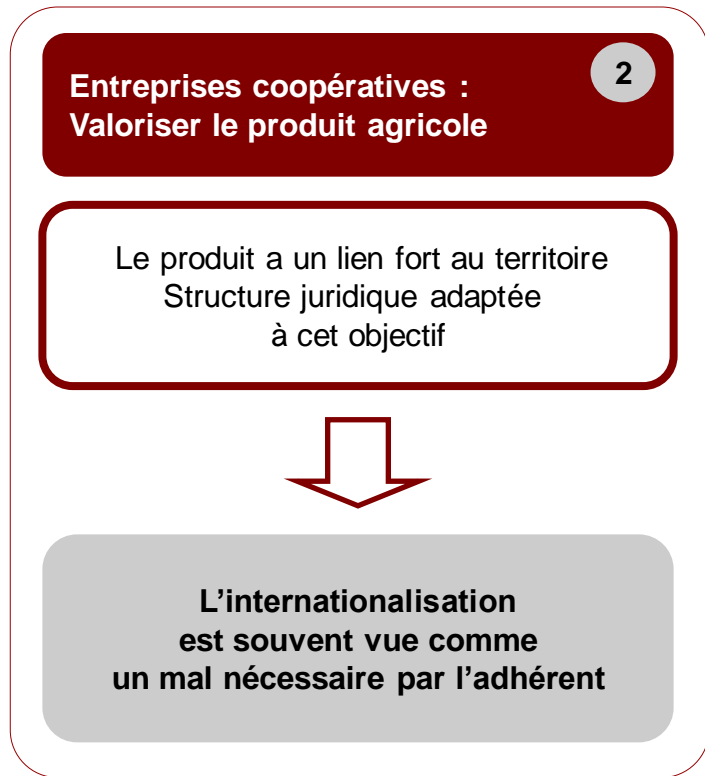 Entreprises coopératives :
2
Valoriser le produit agricole
Le produit a un lien fort au territoire
Structure juridique adaptée
à cet objectif
L’internationalisation
est souvent vue comme
un mal nécessaire par l’adhérent